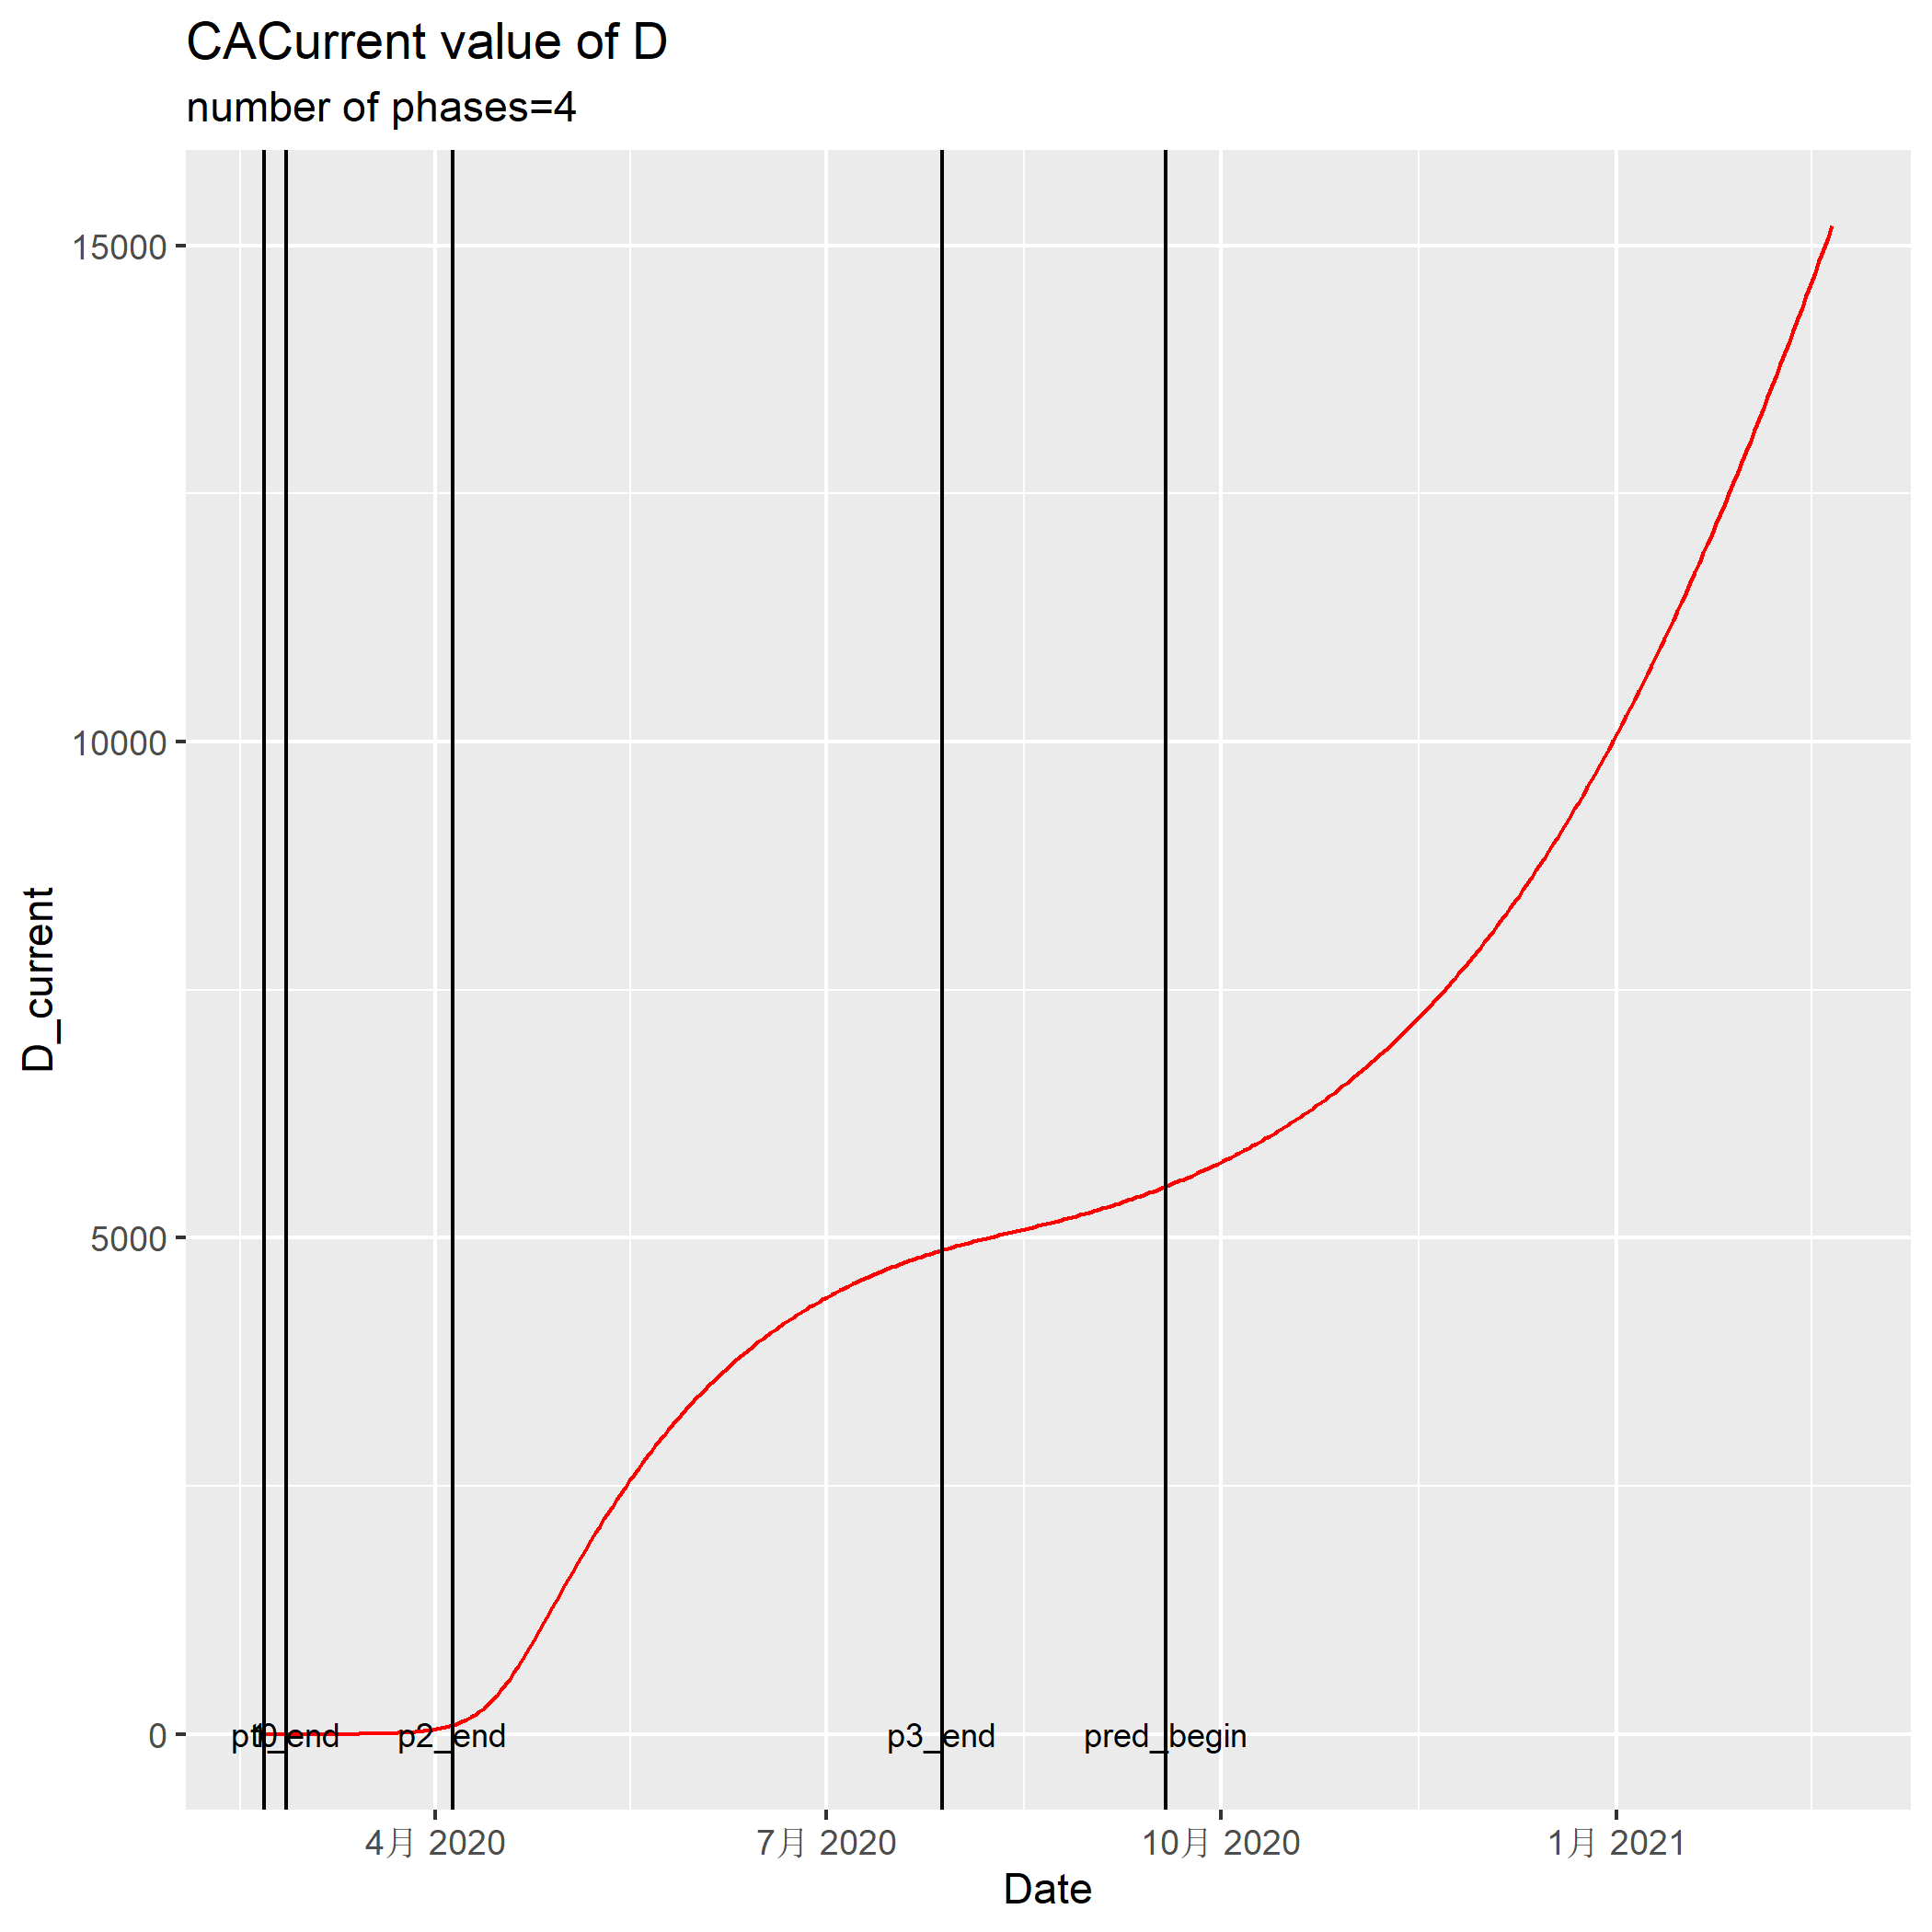 CACurrent value of D
number of phases=4
15000
10000
5000
0
D_current
p2_end
p3_end
pred_begin
4月 2020
7月 2020
10月 2020
1月 2021
Date